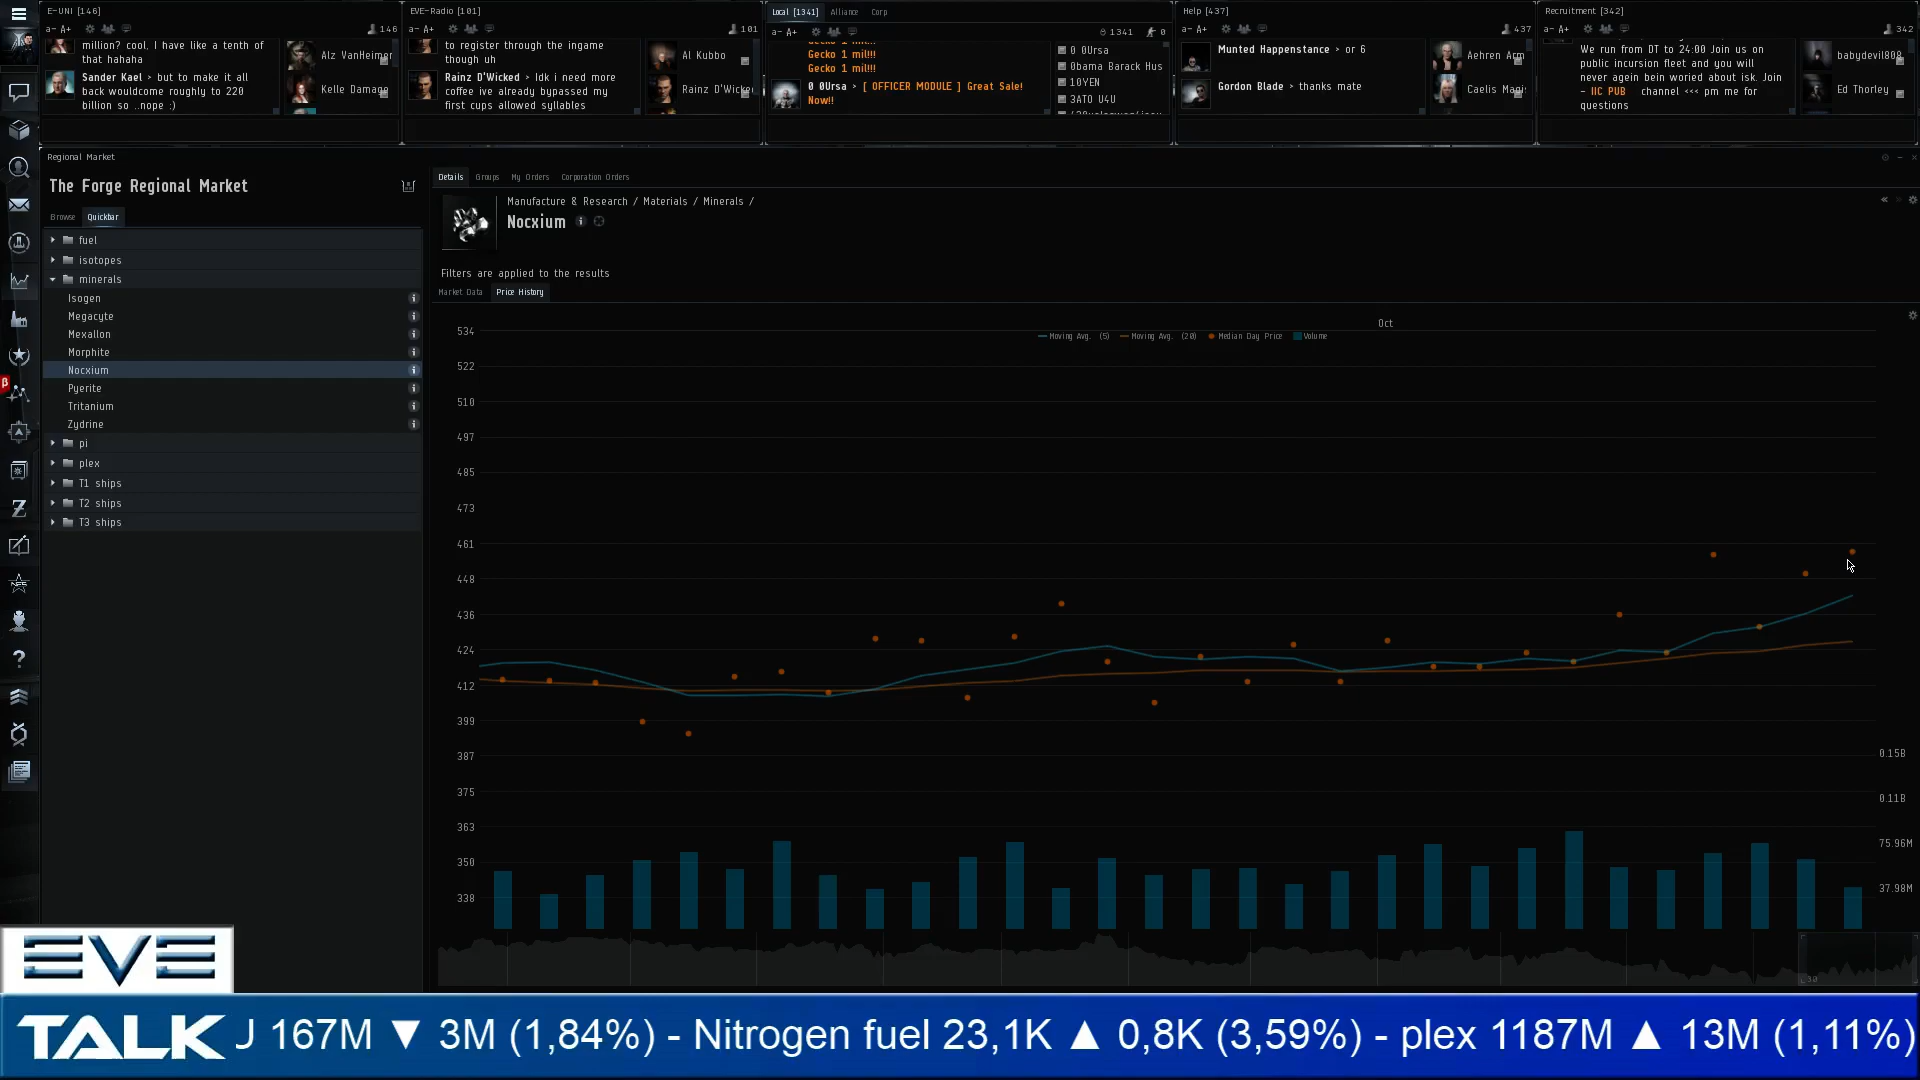 E-UNI [146]
a- A+
146
million? cool, I have like a tenth of
that hahaha
Sander Kael > but to make it all
back wouldcome roughly to 220
billion so ..nope :)
Alz VanHeimer
Kelle Damage
EVE-Radio [101]
a- A+
101
to register through the ingame
though uh
Rainz D'Wicked > Idk i need more
coffee ive already bypassed my
first cups allowed syllables
Al Kubbo
Rainz D'Wicke
Local [1341] Alliance Corp
a- A+
1341 0
Gecko 1 mil!!!
Gecko 1 mil!!!
0 0Ursa > [ OFFICER MODULE ] Great Sale!
Now!!
0 0Ursa
0bama Barack Hus
10YEN
3ATO U4U
Help [437]
a- A+
437
Munted Happenstance > or 6
Gordon Blade > thanks mate
Aehren Arm
Caelis Magi
Recruitment [342]
a- A+
342
We run from DT to 24:00 Join us on
public incursion fleet and you will
never agein bein woried about isk. Join
- IIC PUB channel <<< pm me for
questions
babydevil888
Ed Thorley
Regional Market
The Forge Regional Market
Browse Quickbar
fuel
isotopes
minerals
Isogen
Megacyte
Mexallon
Morphite
Nocxium
Pyerite
Tritanium
Zydrine
pi
plex
T1 ships
T2 ships
T3 ships
Details Groups My Orders Corporation Orders
Manufacture & Research / Materials / Minerals /
Nocxium
Filters are applied to the results
Market Data Price History
Oct
Moving Avg. (5) Moving Avg. (20) Median Day Price Volume
534
522
510
497
485
473
461
448
436
424
412
399
387
375
363
350
338
0.15B
0.11B
75.96M
37.98M
30
β
EVE
TALK
J 167M ▼ 3M (1,84%) - Nitrogen fuel 23,1K ▲ 0,8K (3,59%) - plex 1187M ▲ 13M (1,11%)